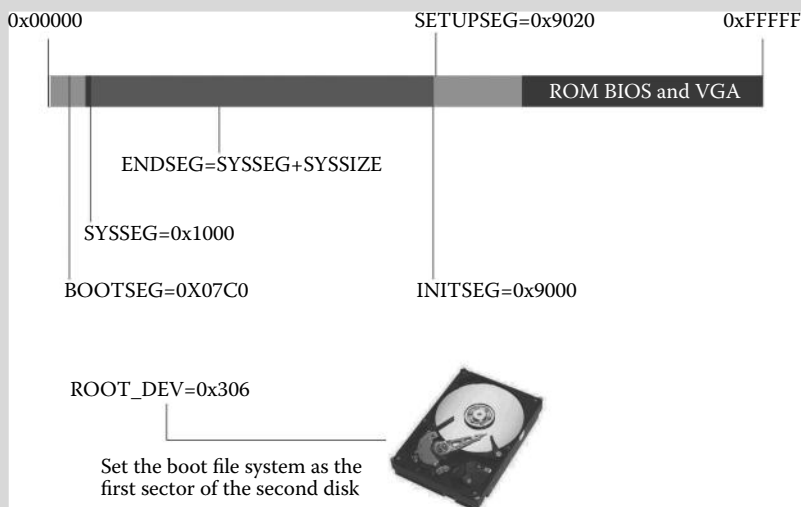 0x00000
SETUPSEG=0x9020
0xFFFFF
ROM BIOS and VGA
ENDSEG=SYSSEG+SYSSIZE
SYSSEG=0x1000
BOOTSEG=0X07C0
INITSEG=0x9000
ROOT_DEV=0x306
Set the boot file system as the
first sector of the second disk